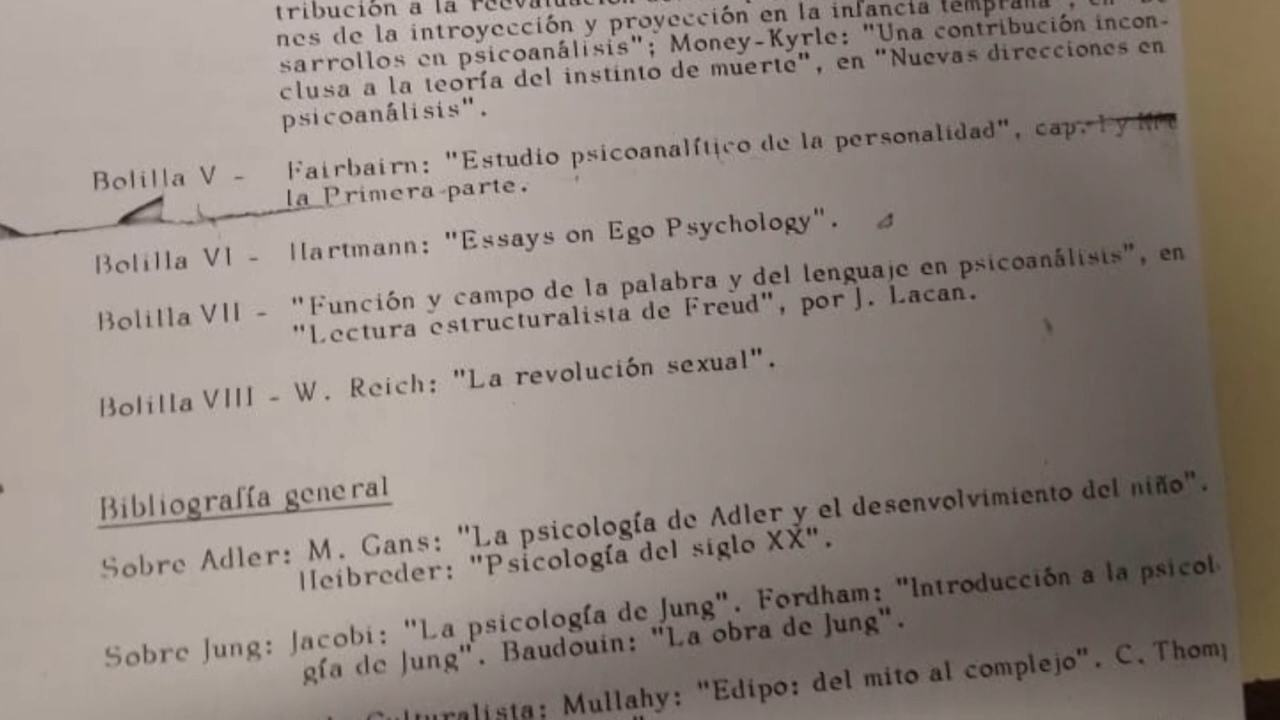 tribución a la
nes de la introyección y proyección en la infancia temprana", en "De
sarrollos en psicoanálisis"; Money-Kyrle: "Una contribución incon-
clusa a la teoría del instinto de muerte", en "Nuevas direcciones en
psicoanálisis".
Bolilla V - Fairbairn: "Estudio psicoanalítico de la personalidad", cap. I y
la Primera parte.
Bolilla VI - Hartmann: "Essays on Ego Psychology".
Bolilla VII - "Función y campo de la palabra y del lenguaje en psicoanálisis", en
"Lectura estructuralista de Freud", por J. Lacan.
Bolilla VIII - W. Reich: "La revolución sexual".
Bibliografía general
Sobre Adler: M. Gans: "La psicología de Adler y el desenvolvimiento del niño".
Heibreder: "Psicología del siglo XX".
Sobre Jung: Jacobi: "La psicología de Jung". Fordham: "Introducción a la psicol
gía de Jung". Baudouin: "La obra de Jung".
Culturalista: Mullahy: "Edipo: del mito al complejo". C. Thomp